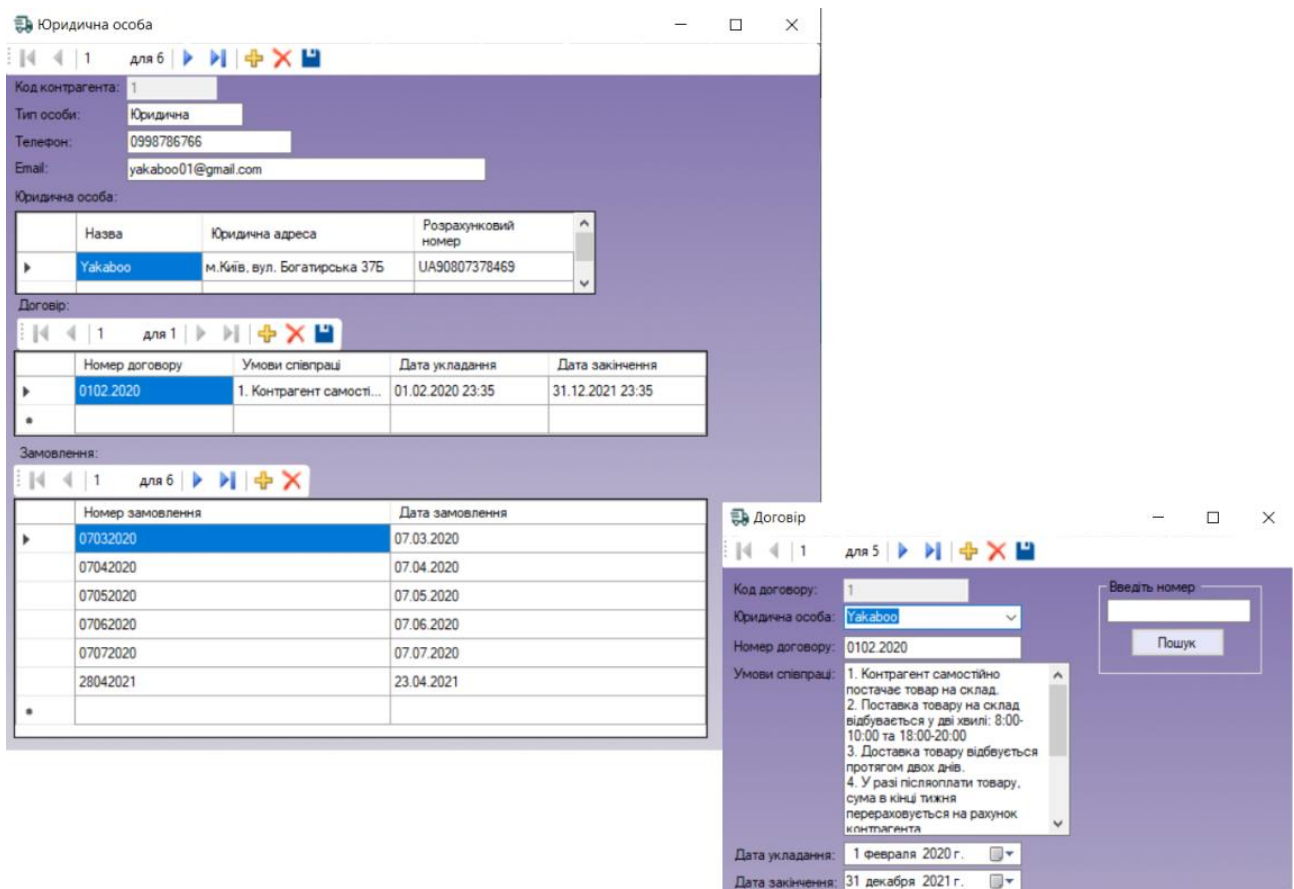 Юридична особа
1 для 6
Код контрагента: 1
Тип особи: Юридична
Телефон: 0998786766
Email: yakaboo01@gmail.com
Юридична особа:
Назва Юридична адреса Розрахунковий номер
Yakaboo м.Київ, вул. Богатирська 37Б UA90807378469
Договір:
1 для 1
Номер договору Умови співпраці Дата укладання Дата закінчення
0102.2020 1. Контрагент самості... 01.02.2020 23:35 31.12.2021 23:35
Замовлення:
1 для 6
Номер замовлення Дата замовлення
07032020 07.03.2020
07042020 07.04.2020
07052020 07.05.2020
07062020 07.06.2020
07072020 07.07.2020
28042021 23.04.2021
Договір
1 для 5
Код договору: 1
Юридична особа: Yakaboo
Номер договору: 0102.2020
Умови співпраці: 1. Контрагент самостійно
постачає товар на склад.
2. Поставка товару на склад
відбувається у дві хвилі: 8:00-
10:00 та 18:00-20:00
3. Доставка товару відбвується
протягом двох днів.
4. У разі післяоплати товару,
сума в кінці тижня
перераховується на рахунок
контрагента
Дата укладання: 1 февраля 2020 г.
Дата закінчення: 31 декабря 2021 г.
Введіть номер
Пошук